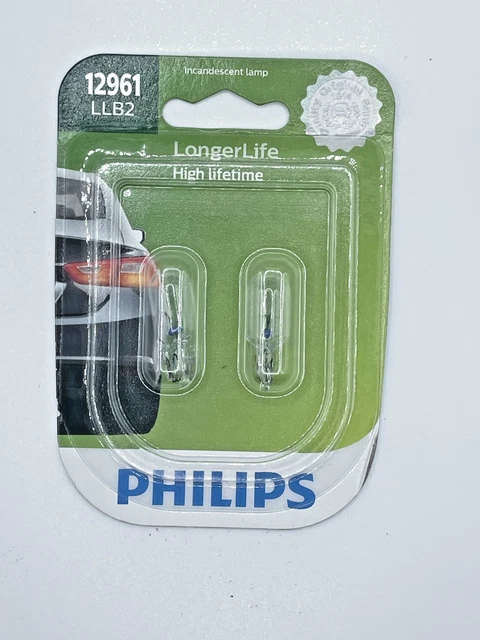 12961
LLB2
Incandescent lamp
LongerLife
High lifetime
PHILIPS